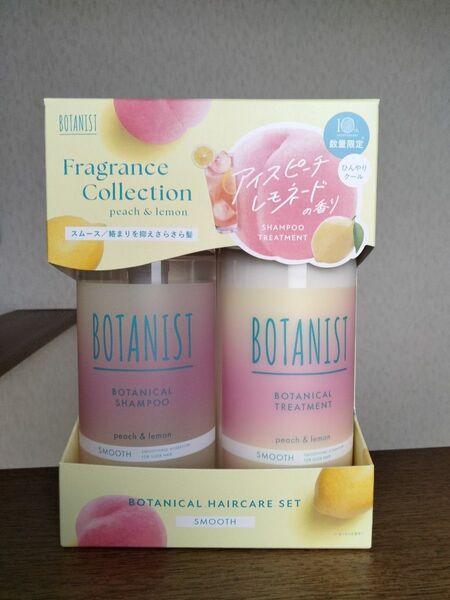 BOTANIST
Fragrance
Collection
peach & lemon
スムース／絡まりを抑えさらさら髪
アイスピーチ
レモネード
の香り
SHAMPOO
TREATMENT
10th
数量限定
ひんやり
クール
BOTANIST
BOTANICAL
SHAMPOO
peach & lemon
SMOOTH
BOTANIST
BOTANICAL
TREATMENT
peach & lemon
SMOOTH
BOTANICAL HAIRCARE SET
SMOOTH